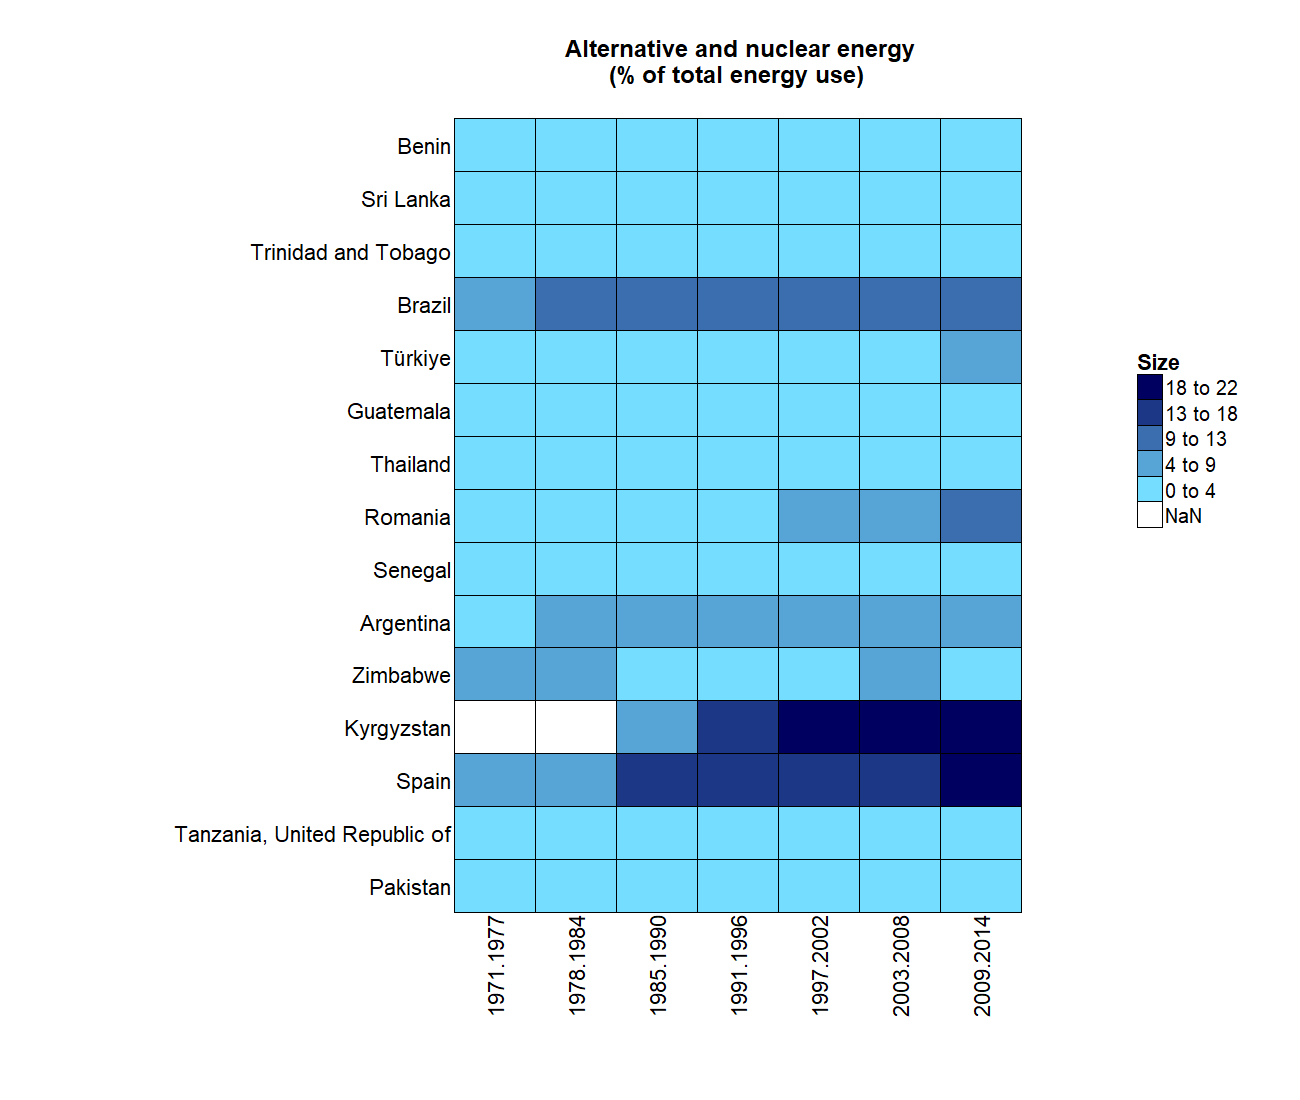 Alternative and nuclear energy
(% of total energy use)
Benin
Sri Lanka
Trinidad and Tobago
Brazil
Türkiye
Guatemala
Thailand
Romania
Senegal
Argentina
Zimbabwe
Kyrgyzstan
Spain
Tanzania, United Republic of
Pakistan
1971.1977
1978.1984
1985.1990
1991.1996
1997.2002
2003.2008
2009.2014
Size
18 to 22
13 to 18
9 to 13
4 to 9
0 to 4
NaN